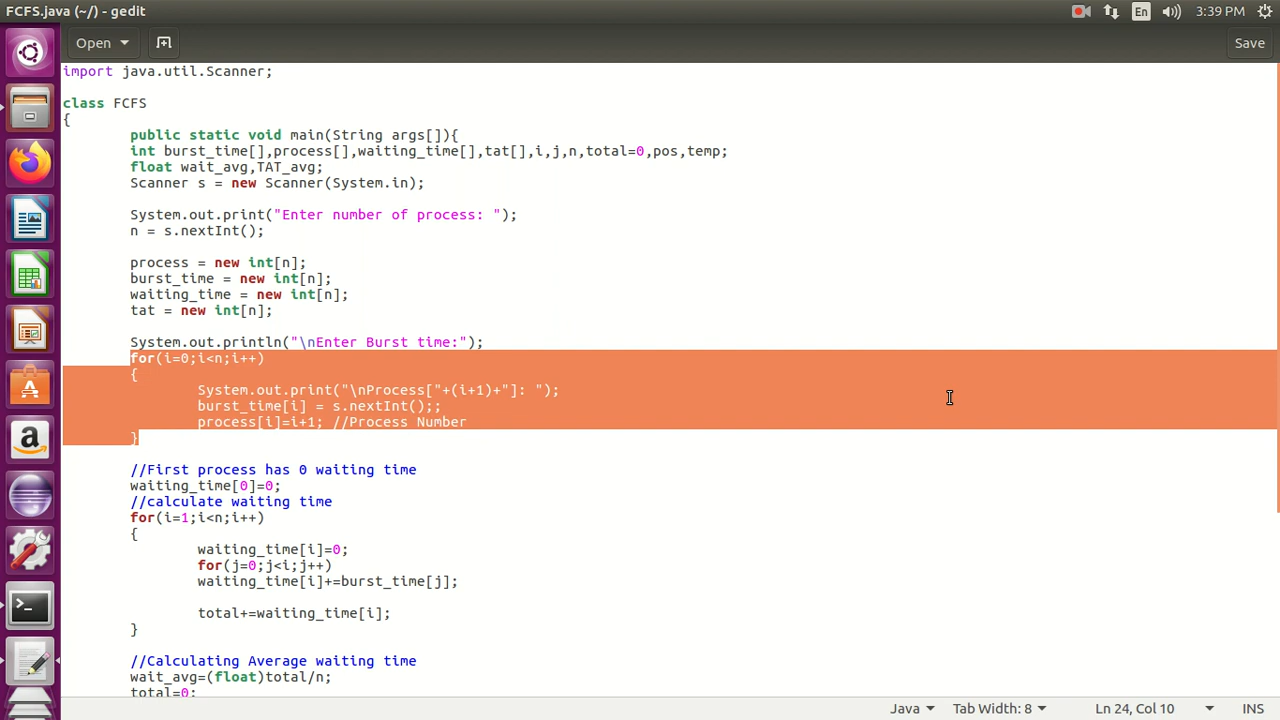 FCFS.java (~/) - gedit
En
3:39 PM
Open
Save
import java.util.Scanner;
class FCFS
{
public static void main(String args[]){
int burst_time[],process[],waiting_time[],tat[],i,j,n,total=0,pos,temp;
float wait_avg,TAT_avg;
Scanner s = new Scanner(System.in);
System.out.print("Enter number of process: ");
n = s.nextInt();
process = new int[n];
burst_time = new int[n];
waiting_time = new int[n];
tat = new int[n];
System.out.println("\nEnter Burst time:");
for(i=0;i<n;i++)
{
System.out.print("\nProcess["+(i+1)+"]: ");
burst_time[i] = s.nextInt();;
process[i]=i+1; //Process Number
}
//First process has 0 waiting time
waiting_time[0]=0;
//calculate waiting time
for(i=1;i<n;i++)
{
waiting_time[i]=0;
for(j=0;j<i;j++)
waiting_time[i]+=burst_time[j];
total+=waiting_time[i];
}
//Calculating Average waiting time
wait_avg=(float)total/n;
total=0;
Java
Tab Width: 8
Ln 24, Col 10
INS